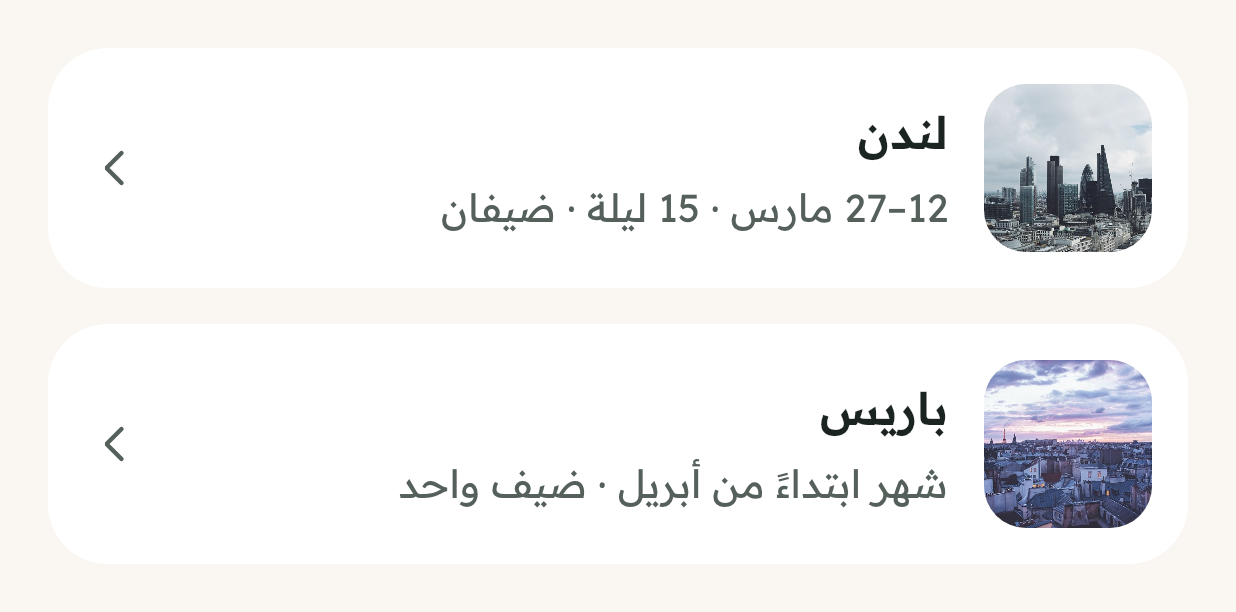 لندن
12–27 مارس · 15 ليلة · ضيفان
باريس
شهر ابتداءً من أبريل · ضيف واحد